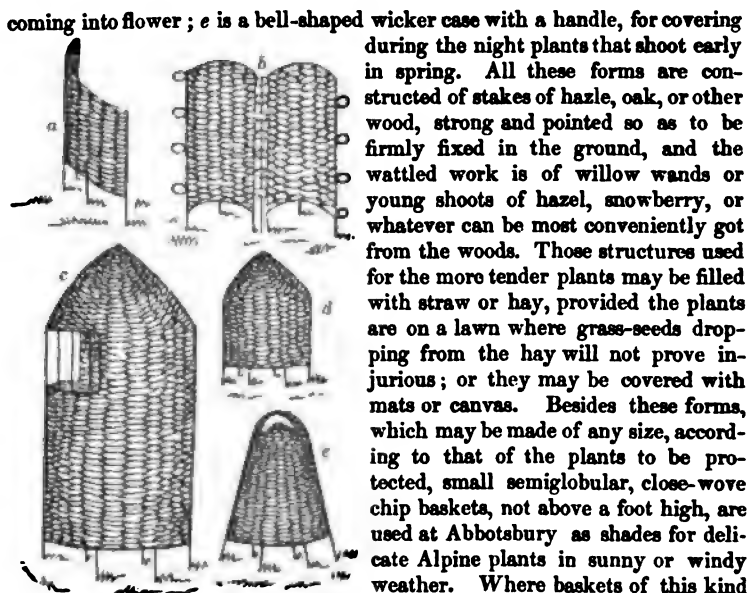 coming into flower; e is a bell-shaped wicker case with a handle, for covering
during the night plants that shoot early
in spring. All these forms are con-
structed of stakes of hazle, oak, or other
wood, strong and pointed so as to be
firmly fixed in the ground, and the
wattled work is of willow wands or
young shoots of hazel, snowberry, or
whatever can be most conveniently got
from the woods. Those structures used
for the more tender plants may be filled
with straw or hay, provided the plants
are on a lawn where grass-seeds drop-
ping from the hay will not prove in-
jurious; or they may be covered with
mats or canvas. Besides these forms,
which may be made of any size, accord-
ing to that of the plants to be pro-
tected, small semiglobular, close-wove
chip baskets, not above a foot high, are
used at Abbotsbury as shades for deli-
cate Alpine plants in sunny or windy
weather. Where baskets of this kind
a
b
c
d
e